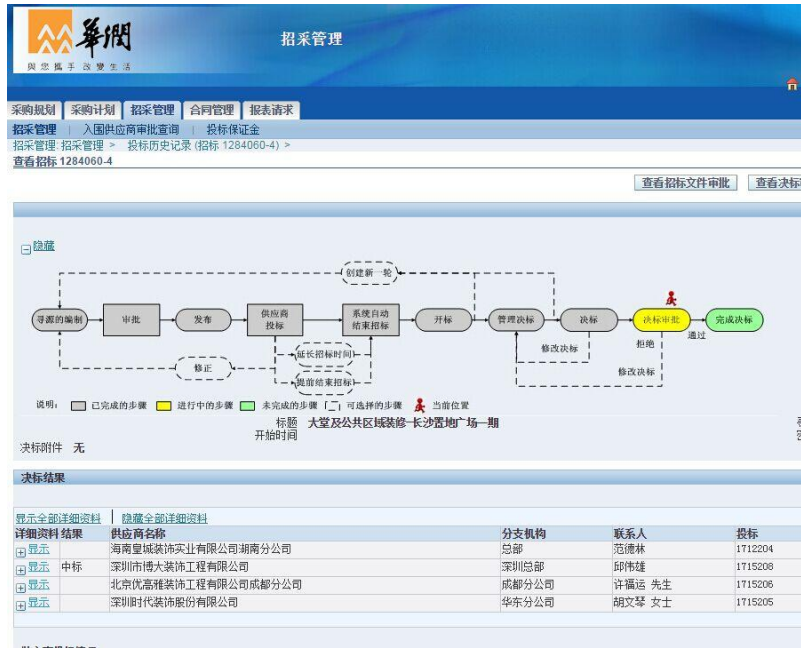 華潤
與您攜手改變生活
招采管理
采购规划 采购计划 招采管理 合同管理 报表请求
招采管理 | 入围供应商审批查询 | 投标保证金
招采管理:招采管理 > 投标历史记录 (招标 1284060-4) >
查看招标 1284060-4
查看招标文件审批 查看决标
隐藏
创建新一轮
寻源的编制 审批 发布 供应商投标 系统自动结束招标 开标 管理决标 决标 决标审批 完成决标
通过
拒绝
延长招标时间
修改决标
修正
修改决标
提前结束招标
说明: 已完成的步骤 进行中的步骤 未完成的步骤 可选择的步骤 当前位置
标题 大堂及公共区域装修-长沙置地广场一期
开始时间
决标附件 无
决标结果
显示全部详细资料 | 隐藏全部详细资料
详细资料 结果 供应商名称 分支机构 联系人 投标
显示 海南皇城装饰实业有限公司湖南分公司 总部 范德林 1712204
显示 中标 深圳市博大装饰工程有限公司 深圳总部 邱伟雄 1715208
显示 北京优高雅装饰工程有限公司成都分公司 成都分公司 许福运 先生 1715206
显示 深圳时代装饰股份有限公司 华东分公司 胡文琴 女士 1715205